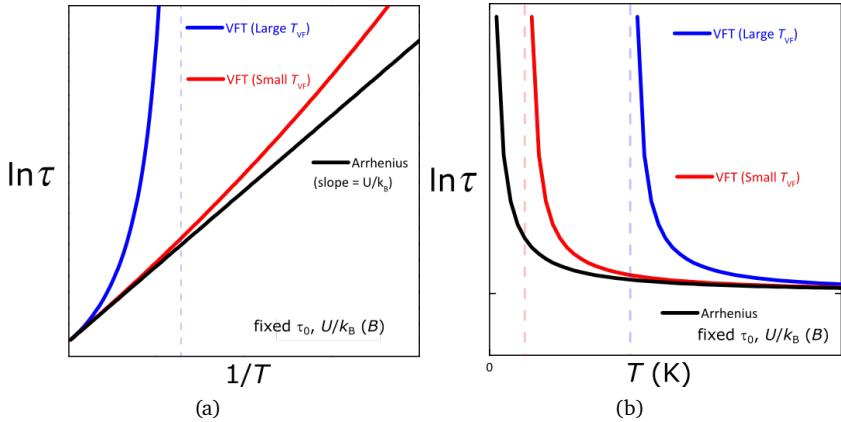 VFT (Large T_VF)
VFT (Small T_VF)
ln τ
Arrhenius
(slope = U/k_B)
fixed τ_0, U/k_B (B)
1/T
(a)
VFT (Large T_VF)
ln τ
VFT (Small T_VF)
Arrhenius
fixed τ_0, U/k_B (B)
0
T (K)
(b)